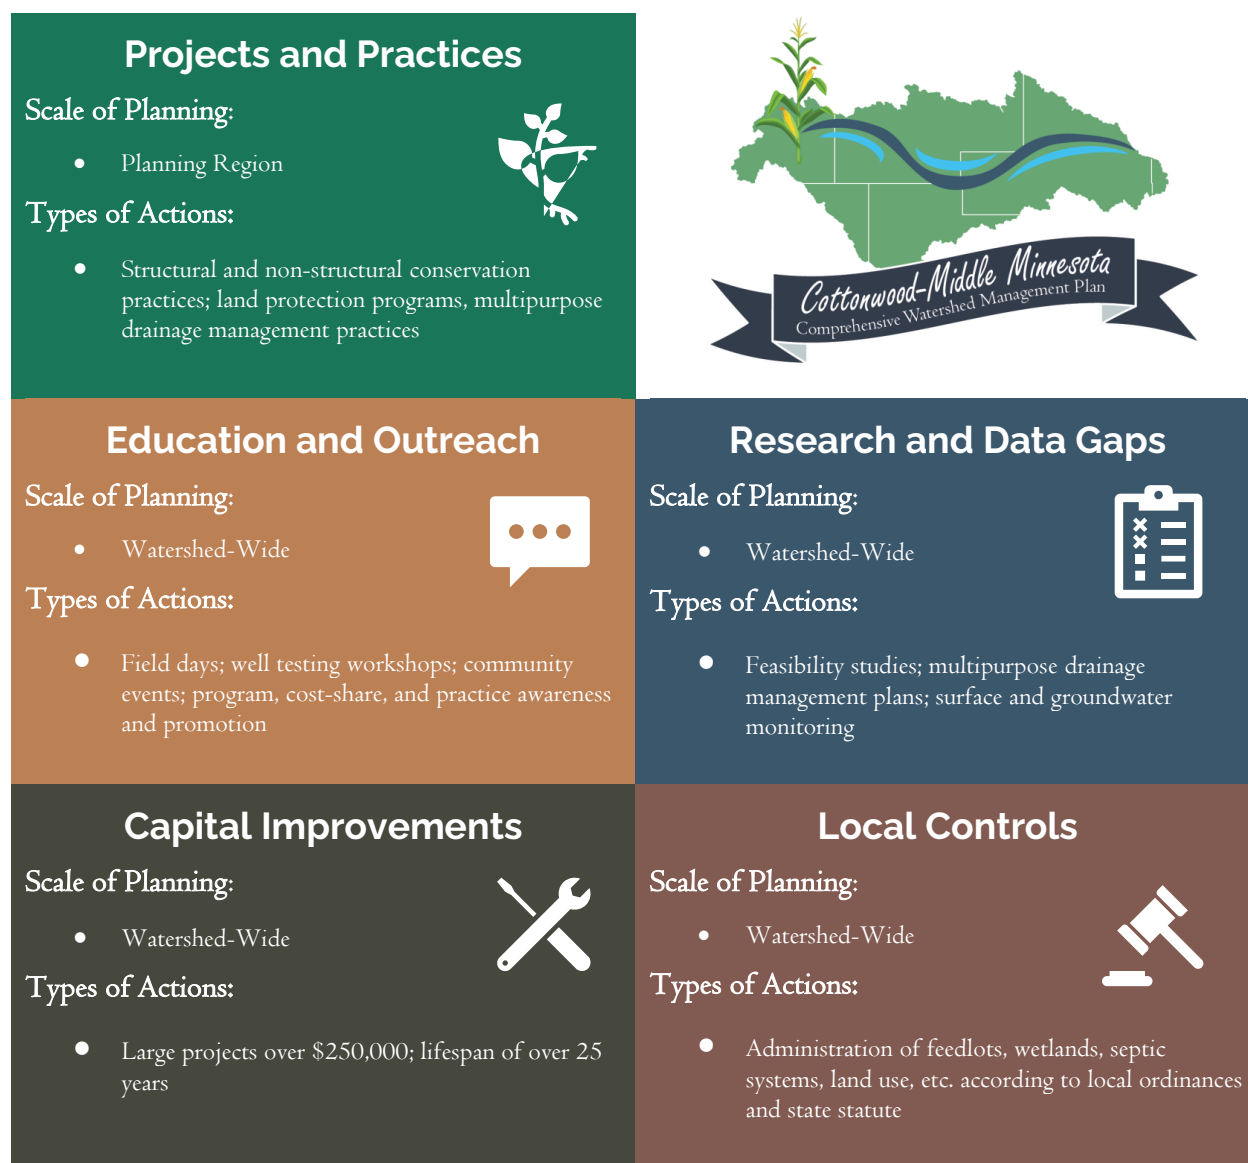 Projects and Practices
Scale of Planning:
• Planning Region
Types of Actions:
• Structural and non-structural conservation
practices; land protection programs, multipurpose
drainage management practices
Cottonwood-Middle Minnesota
Comprehensive Watershed Management Plan
Education and Outreach
Scale of Planning:
• Watershed-Wide
Types of Actions:
• Field days; well testing workshops; community
events; program, cost-share, and practice awareness
and promotion
Research and Data Gaps
Scale of Planning:
• Watershed-Wide
Types of Actions:
• Feasibility studies; multipurpose drainage
management plans; surface and groundwater
monitoring
Capital Improvements
Scale of Planning:
• Watershed-Wide
Types of Actions:
• Large projects over $250,000; lifespan of over 25
years
Local Controls
Scale of Planning:
• Watershed-Wide
Types of Actions:
• Administration of feedlots, wetlands, septic
systems, land use, etc. according to local ordinances
and state statute